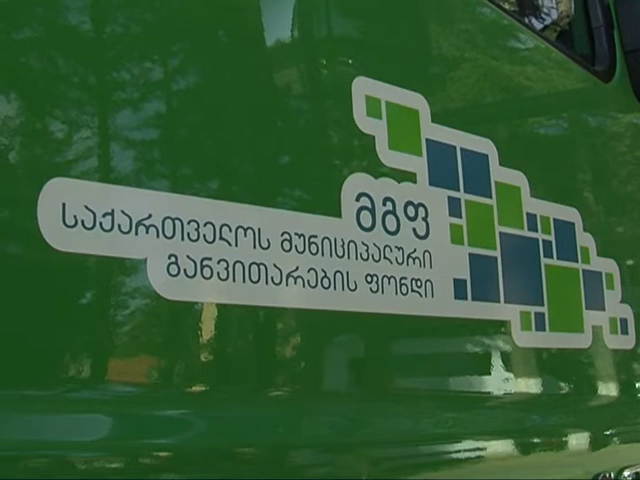 მგფ
საქართველოს მუნიციპალური
განვითარების ფონდი